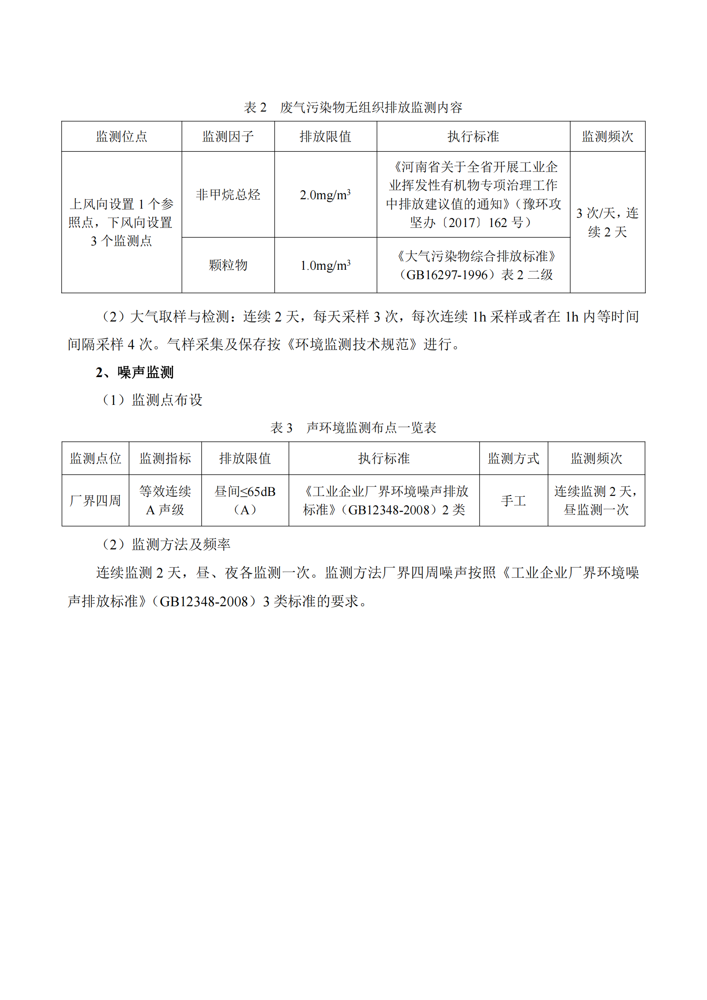 表 2　废气污染物无组织排放监测内容
监测位点 监测因子 排放限值 执行标准 监测频次
上风向设置 1 个参
照点，下风向设置
3 个监测点
非甲烷总烃
2.0mg/m³
《河南省关于全省开展工业企
业挥发性有机物专项治理工作
中排放建议值的通知》（豫环攻
坚办〔2017〕162 号）
3 次/天，连
续 2 天
颗粒物
1.0mg/m³
《大气污染物综合排放标准》
（GB16297-1996）表 2 二级
（2）大气取样与检测：连续 2 天，每天采样 3 次，每次连续 1h 采样或者在 1h 内等时间
间隔采样 4 次。气样采集及保存按《环境监测技术规范》进行。
2、噪声监测
（1）监测点布设
表 3　声环境监测布点一览表
监测点位 监测指标 排放限值 执行标准 监测方式 监测频次
厂界四周
等效连续
A 声级
昼间≤65dB
（A）
《工业企业厂界环境噪声排放
标准》（GB12348-2008）2 类
手工
连续监测 2 天，
昼监测一次
（2）监测方法及频率
连续监测 2 天，昼、夜各监测一次。监测方法厂界四周噪声按照《工业企业厂界环境噪
声排放标准》（GB12348-2008）3 类标准的要求。